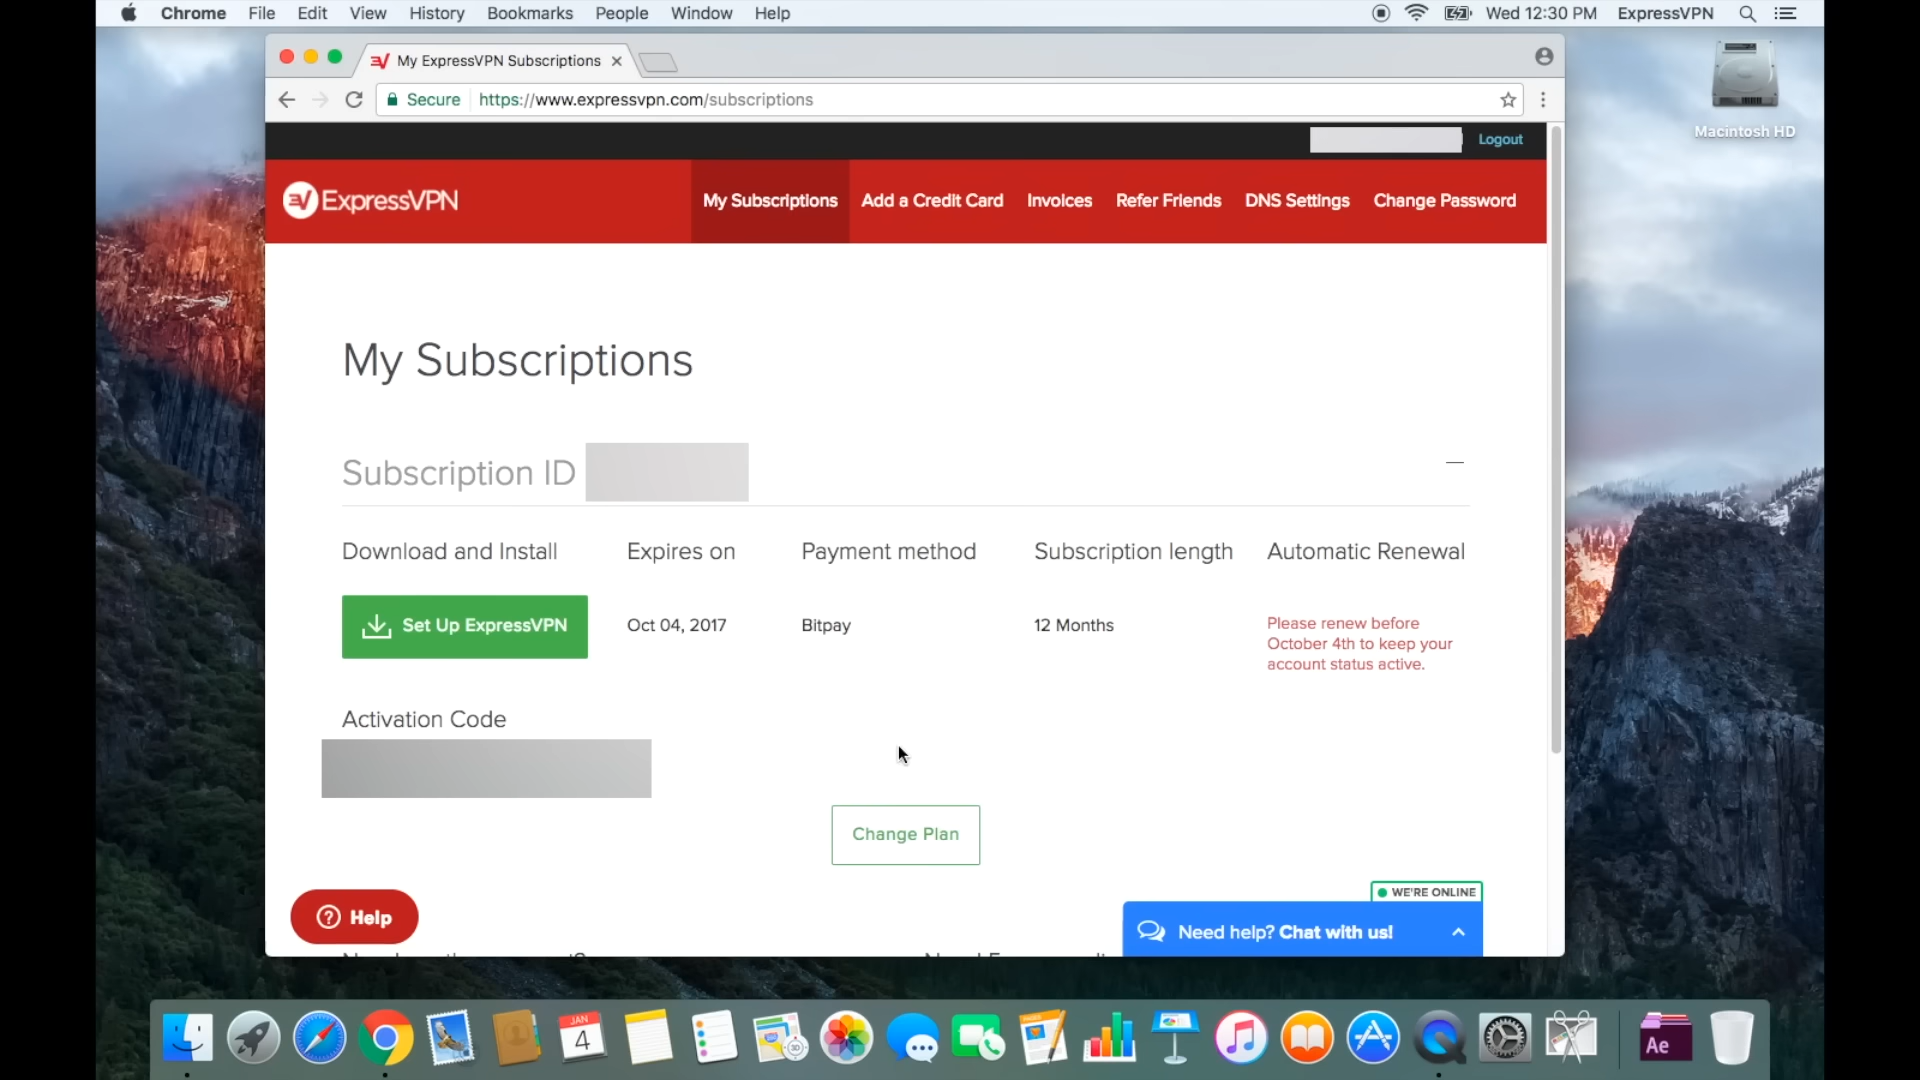 Chrome File Edit View History Bookmarks People Window Help
Wed 12:30 PM ExpressVPN
My ExpressVPN Subscriptions
Secure https://www.expressvpn.com/subscriptions
Macintosh HD
Logout
ExpressVPN
My Subscriptions Add a Credit Card Invoices Refer Friends DNS Settings Change Password
My Subscriptions
Subscription ID
Download and Install Expires on Payment method Subscription length Automatic Renewal
Set Up ExpressVPN Oct 04, 2017 Bitpay 12 Months
Please renew before
October 4th to keep your
account status active.
Activation Code
Change Plan
WE'RE ONLINE
Help
Need help? Chat with us!
JAN
4
3D
Ae